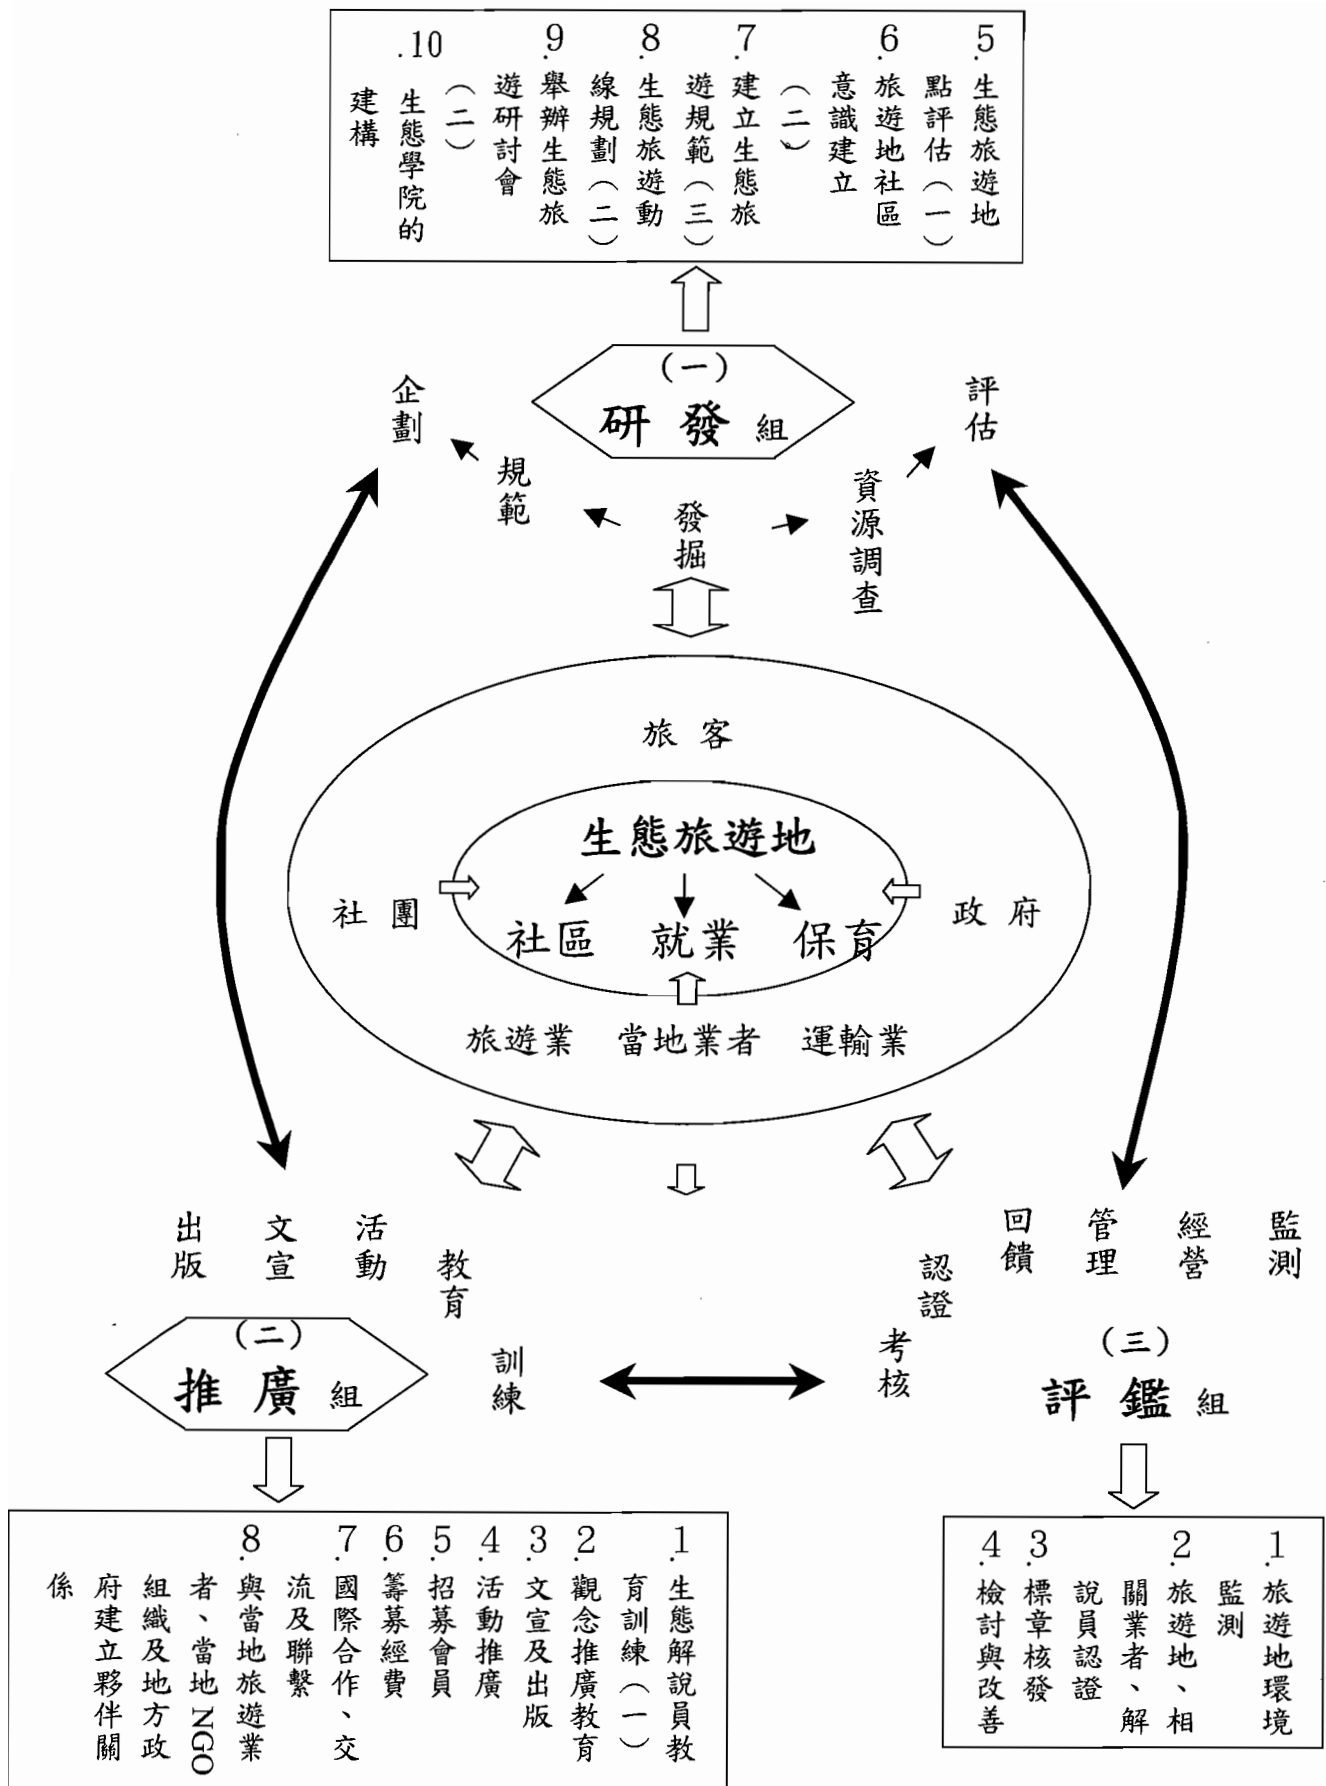 5.生態旅遊地
點評估（一）
6.旅遊地社區
意識建立
（二）
7.建立生態旅
遊規範（三）
8.生態旅遊動
線規劃（二）
9.舉辦生態旅
遊研討會
（二）
10.生態學院的
建構
（一）
研發組
企劃
規範
發掘
資源調查
評估
旅客
生態旅遊地
社區 就業 保育
社團
政府
旅遊業 當地業者 運輸業
出版
文宣
活動
教育
訓練
（二）
推廣組
考核
認證
回饋
管理
經營
監測
（三）
評鑑組
1.生態解說員教
育訓練（一）
2.觀念推廣教育
3.文宣及出版
4.活動推廣
5.招募會員
6.籌募經費
7.國際合作、交
流及聯繫
8.與當地旅遊業
者、當地NGO
組織及地方政
府建立夥伴關
係
1.旅遊地環境
監測
2.旅遊地、相
關業者、解
說員認證
3.標章核發
4.檢討與改善